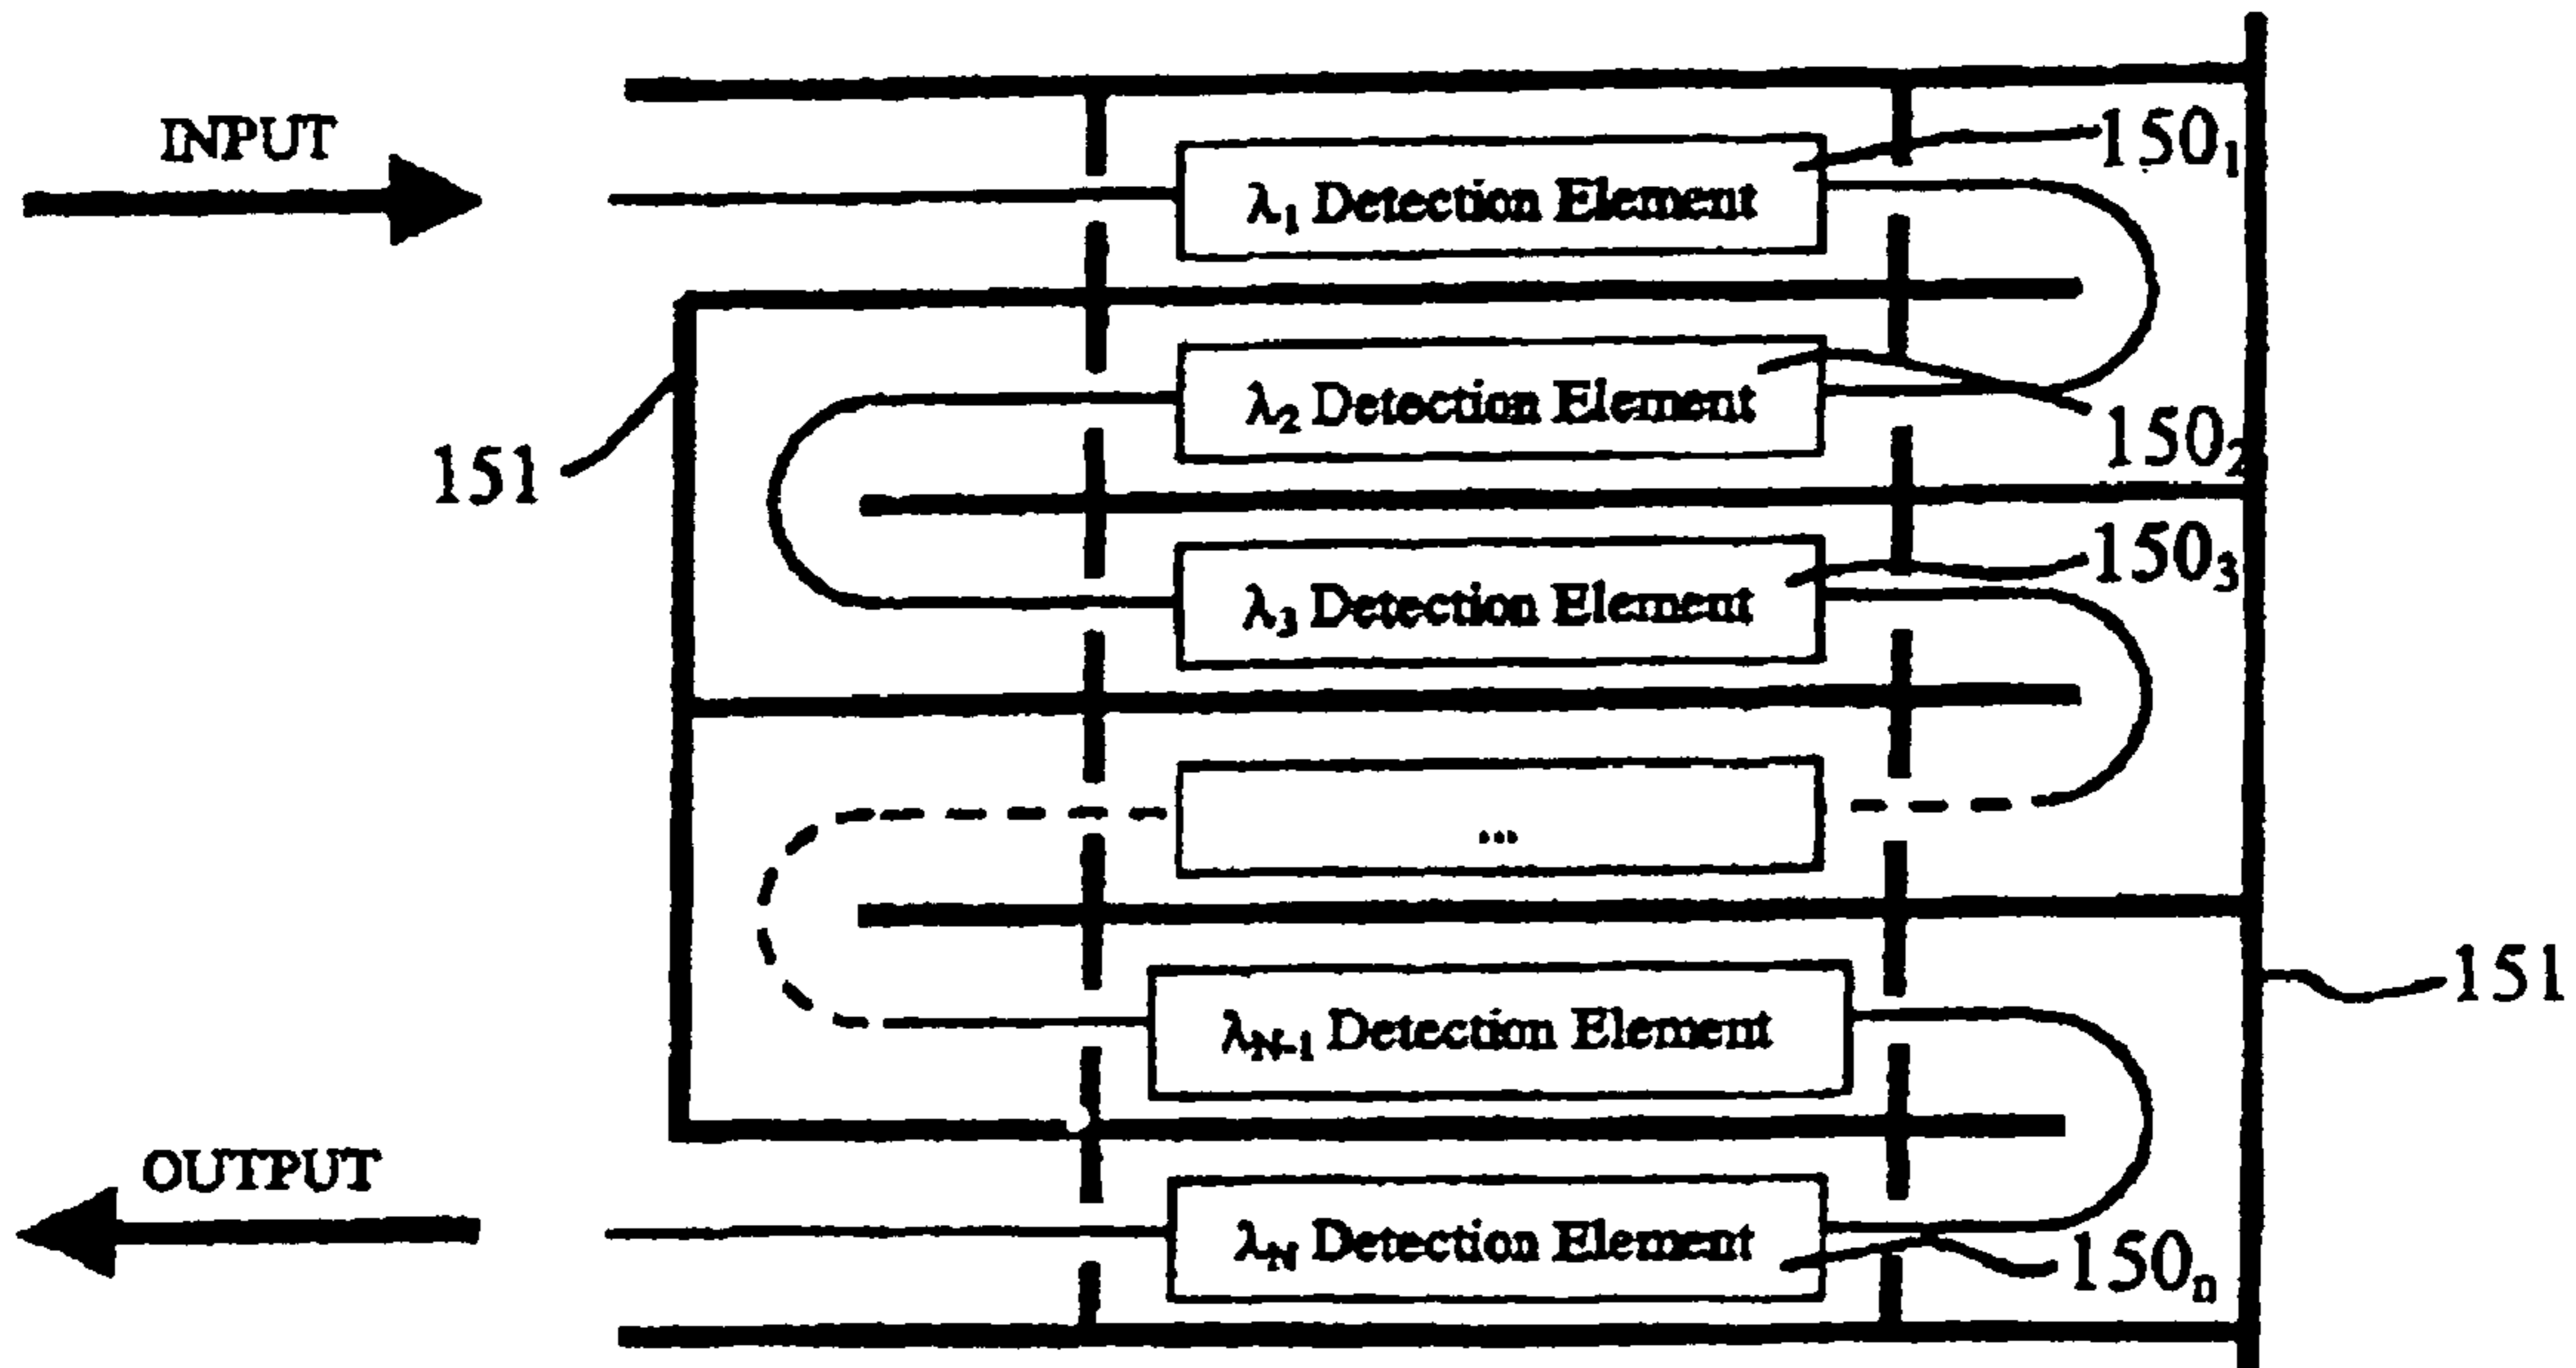 INPUT
150₁
λ₁ Detection Element
λ₂ Detection Element
150₂
151
150₃
λ₃ Detection Element
...
151
λN-1 Detection Element
OUTPUT
λN Detection Element
150ₙ